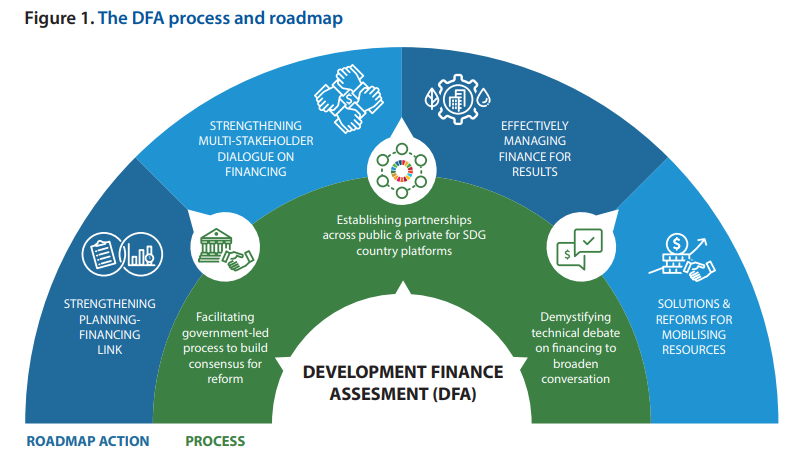 Figure 1. The DFA process and roadmap
STRENGTHENING
MULTI-STAKEHOLDER
DIALOGUE ON
FINANCING
EFFECTIVELY
MANAGING
FINANCE FOR
RESULTS
STRENGTHENING
PLANNING-
FINANCING
LINK
SOLUTIONS &
REFORMS FOR
MOBILISING
RESOURCES
Establishing partnerships
across public & private for SDG
country platforms
Facilitating
government-led
process to build
consensus for
reform
Demystifying
technical debate
on financing to
broaden
conversation
DEVELOPMENT FINANCE
ASSESMENT (DFA)
ROADMAP ACTION
PROCESS